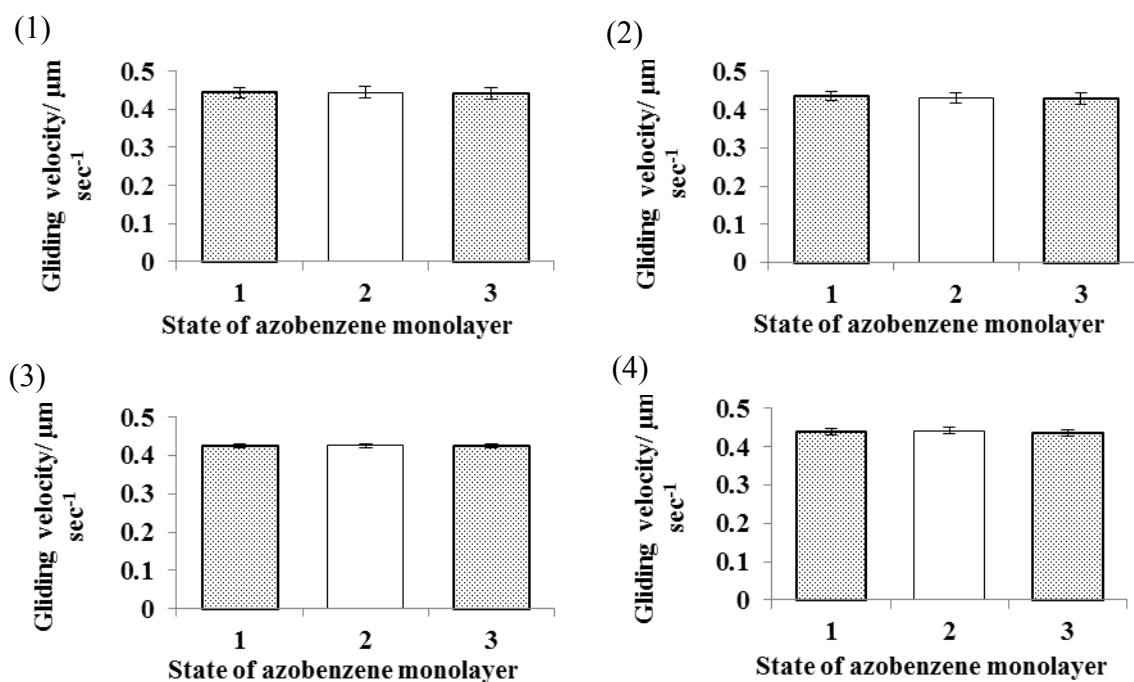 (1)
Gliding velocity/ µm
sec-1
0.5
0.4
0.3
0.2
0.1
0
1 2 3
State of azobenzene monolayer
(2)
Gliding velocity/ µm
sec-1
0.5
0.4
0.3
0.2
0.1
0
1 2 3
State of azobenzene monolayer
(3)
Gliding velocity/ µm
sec-1
0.5
0.4
0.3
0.2
0.1
0
1 2 3
State of azobenzene monolayer
(4)
Gliding velocity/ µm
sec-1
0.5
0.4
0.3
0.2
0.1
0
1 2 3
State of azobenzene monolayer